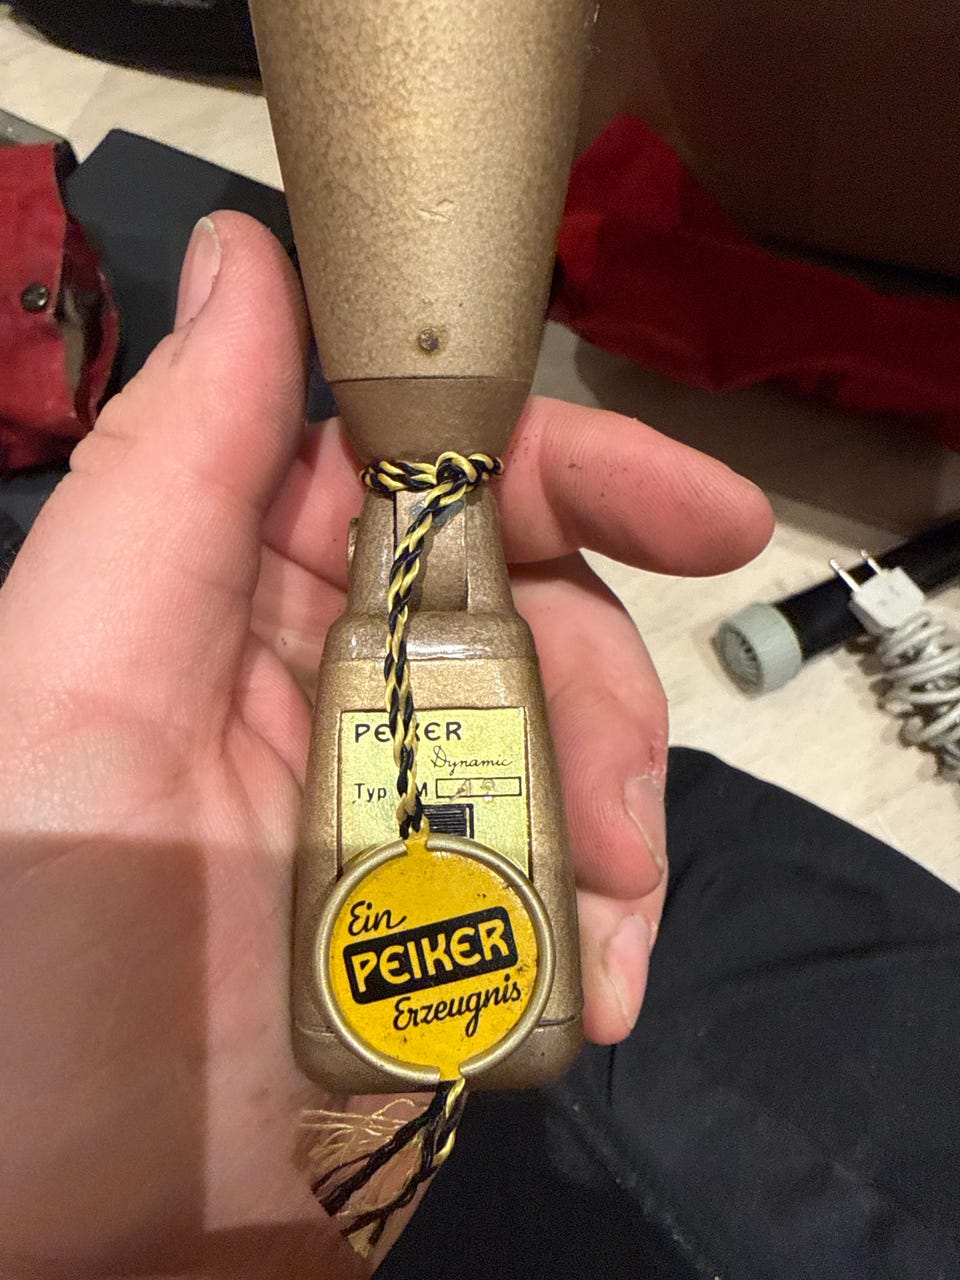 PEIKER
Dynamic
Typ M
Ein
PEIKER
Erzeugnis